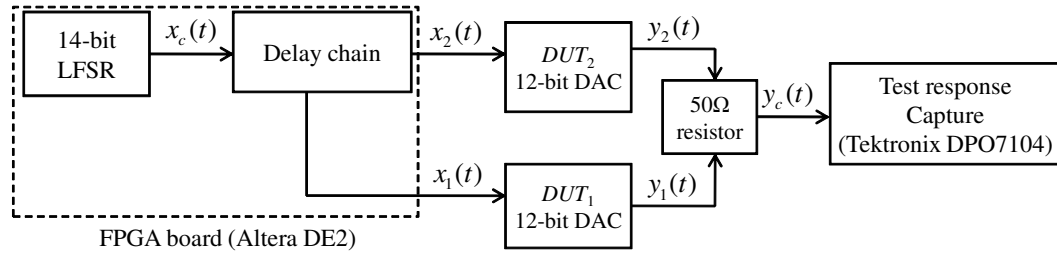 14-bit
LFSR
x_c(t)
Delay chain
x_2(t)
DUT_2
12-bit DAC
y_2(t)
50Ω
resistor
y_c(t)
Test response
Capture
(Tektronix DPO7104)
x_1(t)
DUT_1
12-bit DAC
y_1(t)
FPGA board (Altera DE2)